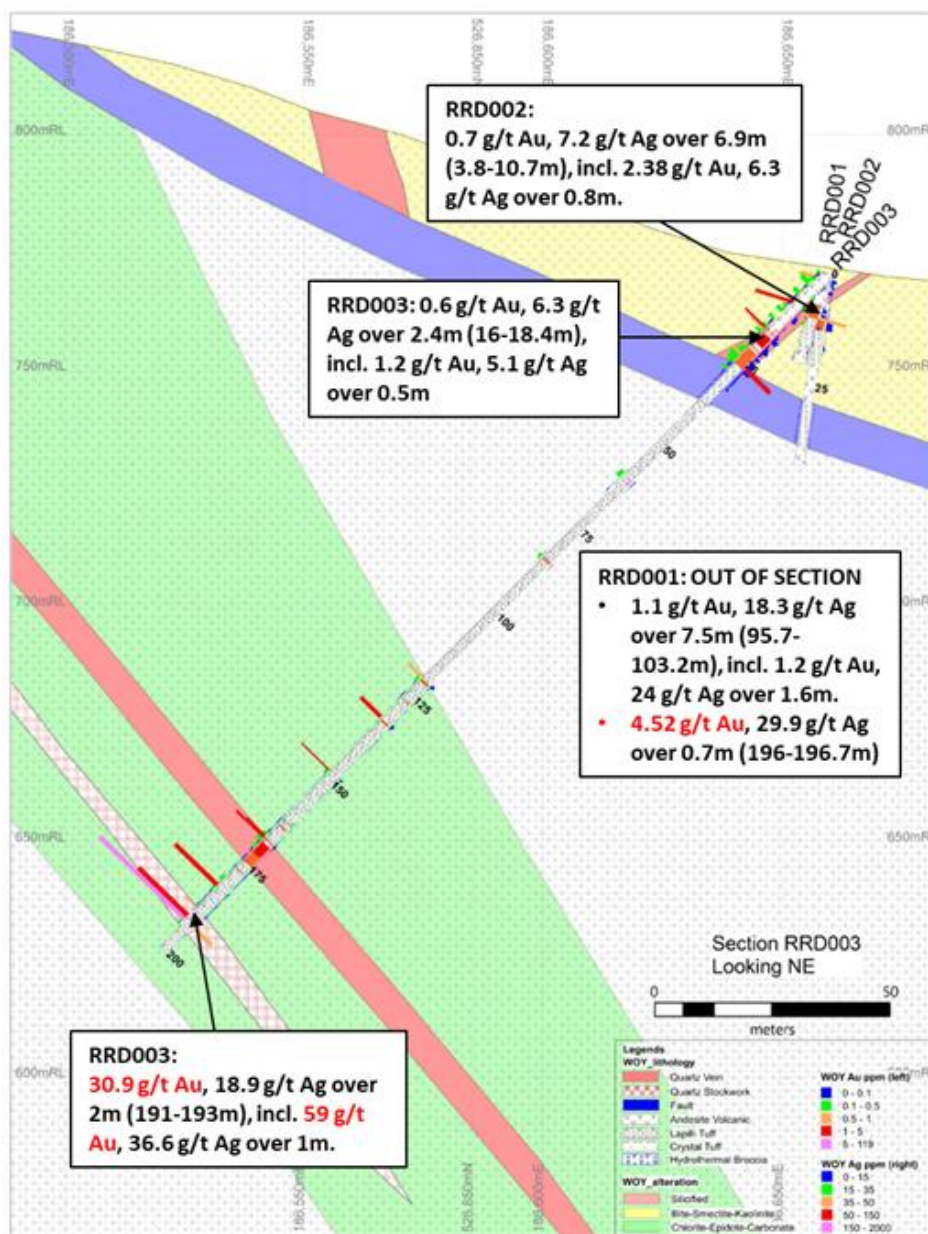 186.500mE
186.550mE
526.850mN
186.600mE
186.650mE
800mRL
RRD002:
0.7 g/t Au, 7.2 g/t Ag over 6.9m
(3.8-10.7m), incl. 2.38 g/t Au, 6.3
g/t Ag over 0.8m.
RRD001
RRD002
RRD003
0
RRD003: 0.6 g/t Au, 6.3 g/t
Ag over 2.4m (16-18.4m),
incl. 1.2 g/t Au, 5.1 g/t Ag
over 0.5m
750mRL
750mRL
25
50
75
RRD001: OUT OF SECTION
• 1.1 g/t Au, 18.3 g/t Ag
over 7.5m (95.7-
103.2m), incl. 1.2 g/t Au,
24 g/t Ag over 1.6m.
• 4.52 g/t Au, 29.9 g/t Ag
over 0.7m (196-196.7m)
700mRL
100
125
150
650mRL
650mRL
175
200
Section RRD003
Looking NE
0 50
meters
RRD003:
30.9 g/t Au, 18.9 g/t Ag over
2m (191-193m), incl. 59 g/t
Au, 36.6 g/t Ag over 1m.
600mRL
186.550mE
526.850mN
186.600mE
186.650mE
Legends
WOY_lithology
Quartz Vein
Quartz Stockwork
Fault
Andesite Volcanic
Lapilli Tuff
Crystal Tuff
Hydrothermal Breccia
WOY_alteration
Silicified
Illite-Smectite-Kaolinite
Chlorite-Epidote-Carbonate
WOY Au ppm (left)
0 - 0.1
0.1 - 0.5
0.5 - 1
1 - 5
5 - 119
WOY Ag ppm (right)
0 - 15
15 - 35
35 - 50
50 - 150
150 - 2000